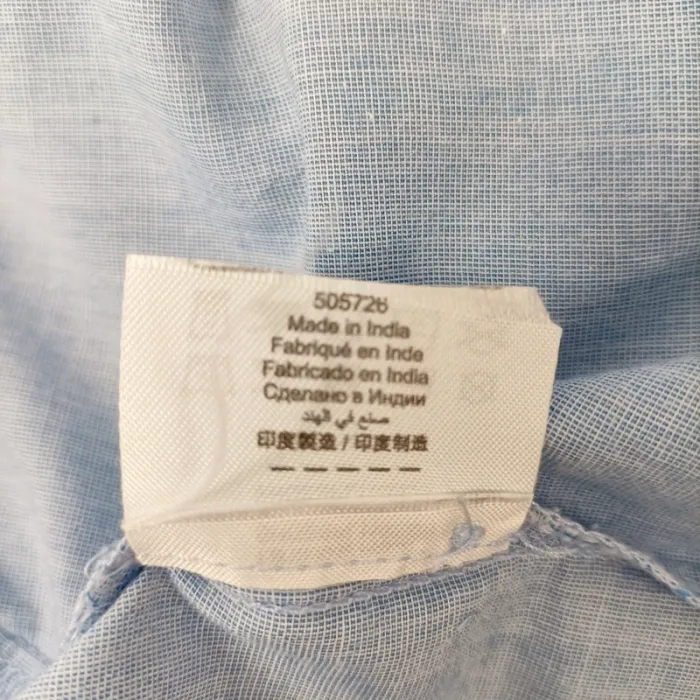 505726
Made in India
Fabriqué en Inde
Fabricado en India
Сделано в Индии
صنع في الهند
印度製造 / 印度制造